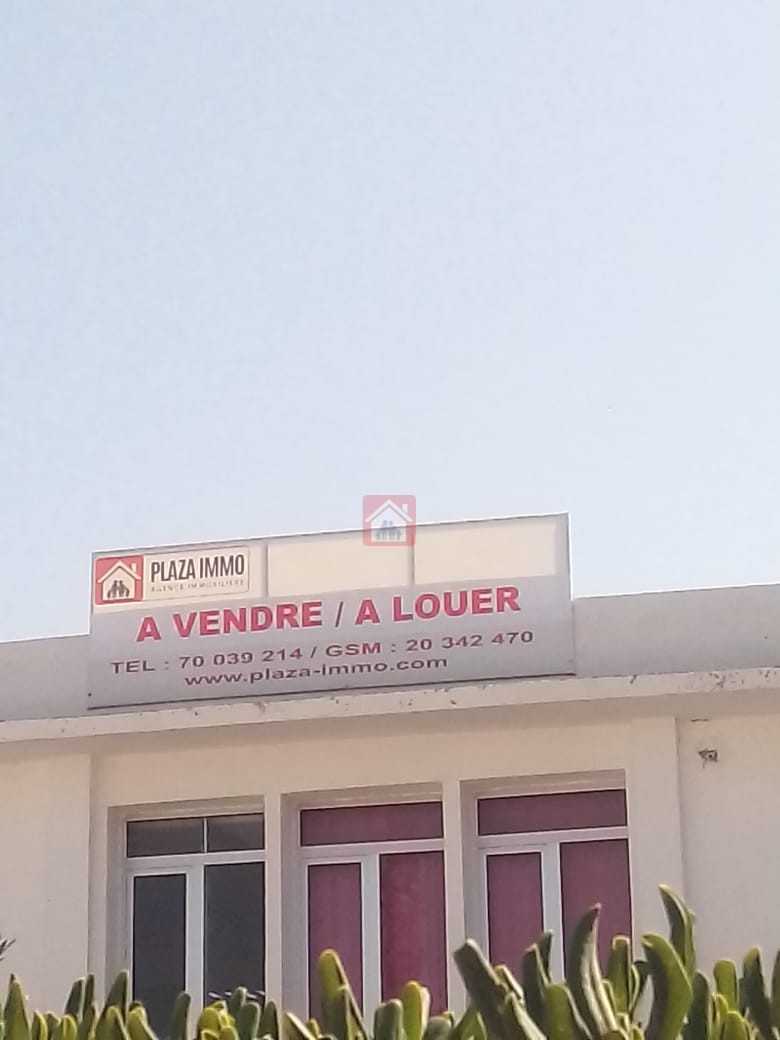 PLAZA IMMO
AGENCE IMMOBILIERE
A VENDRE / A LOUER
TEL : 70 039 214 / GSM : 20 342 470
www.plaza-immo.com